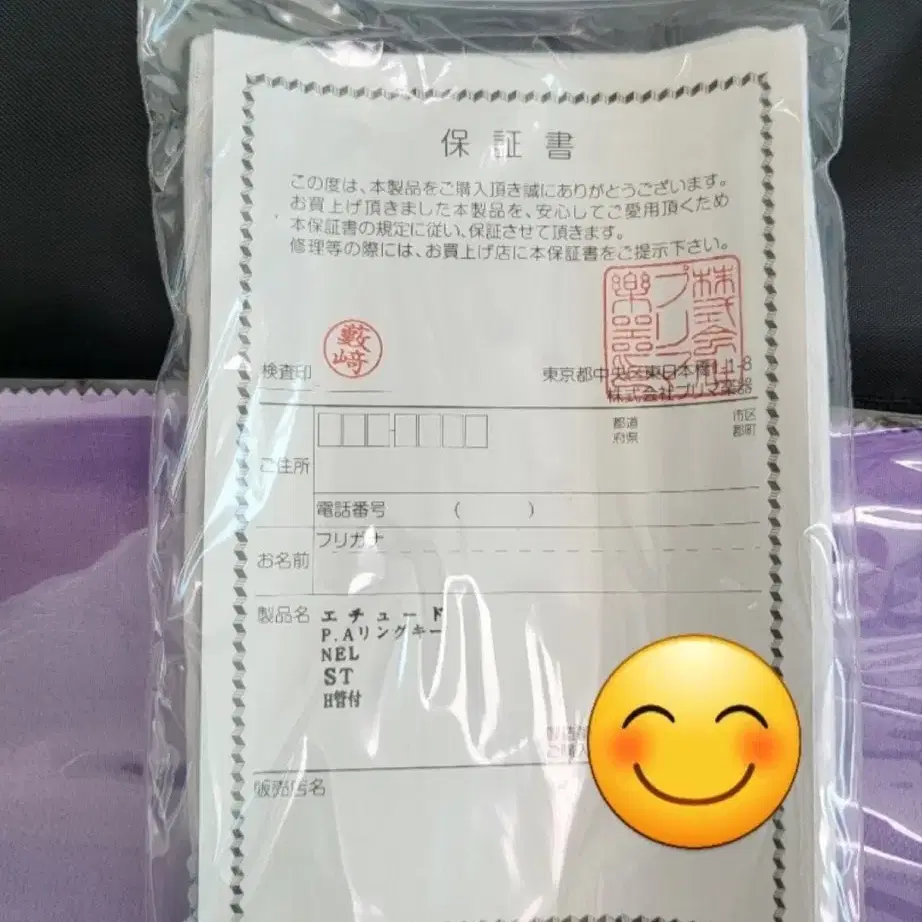 保証書
この度は、本製品をご購入頂き誠にありがとうございます。
お買上げ頂きました本製品を、安心してご愛用頂くため
本保証書の規定に従い、保証させて頂きます。
修理等の際には、お買上げ店に本保証書をご提示下さい。
株式会社
プリマ
楽器
検査印
藪崎
東京都中央区東日本橋1-1-8
株式会社プリマ楽器
ご住所
都道
府県
市区
郡町
電話番号 ( )
お名前
フリガナ
製品名 エチュード
P.Aリングキー
NEL
ST
H管付
ご購入
販売店名